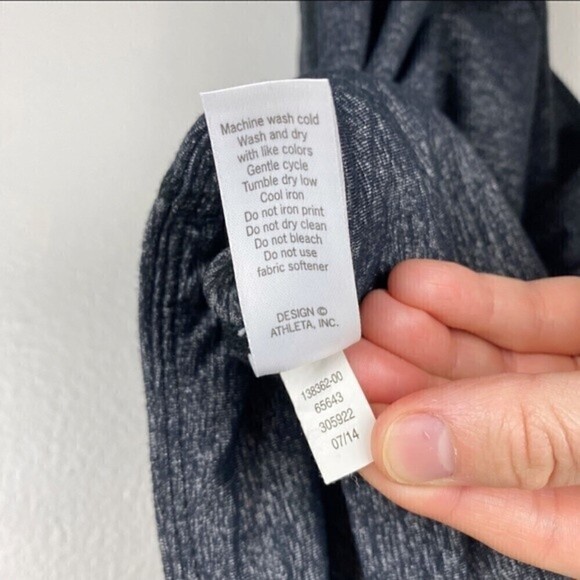 Machine wash cold
Wash and dry
with like colors
Gentle cycle
Tumble dry low
Cool iron
Do not iron print
Do not dry clean
Do not bleach
Do not use
fabric softener
DESIGN ©
ATHLETA, INC.
138362-00
65643
305922
07/14